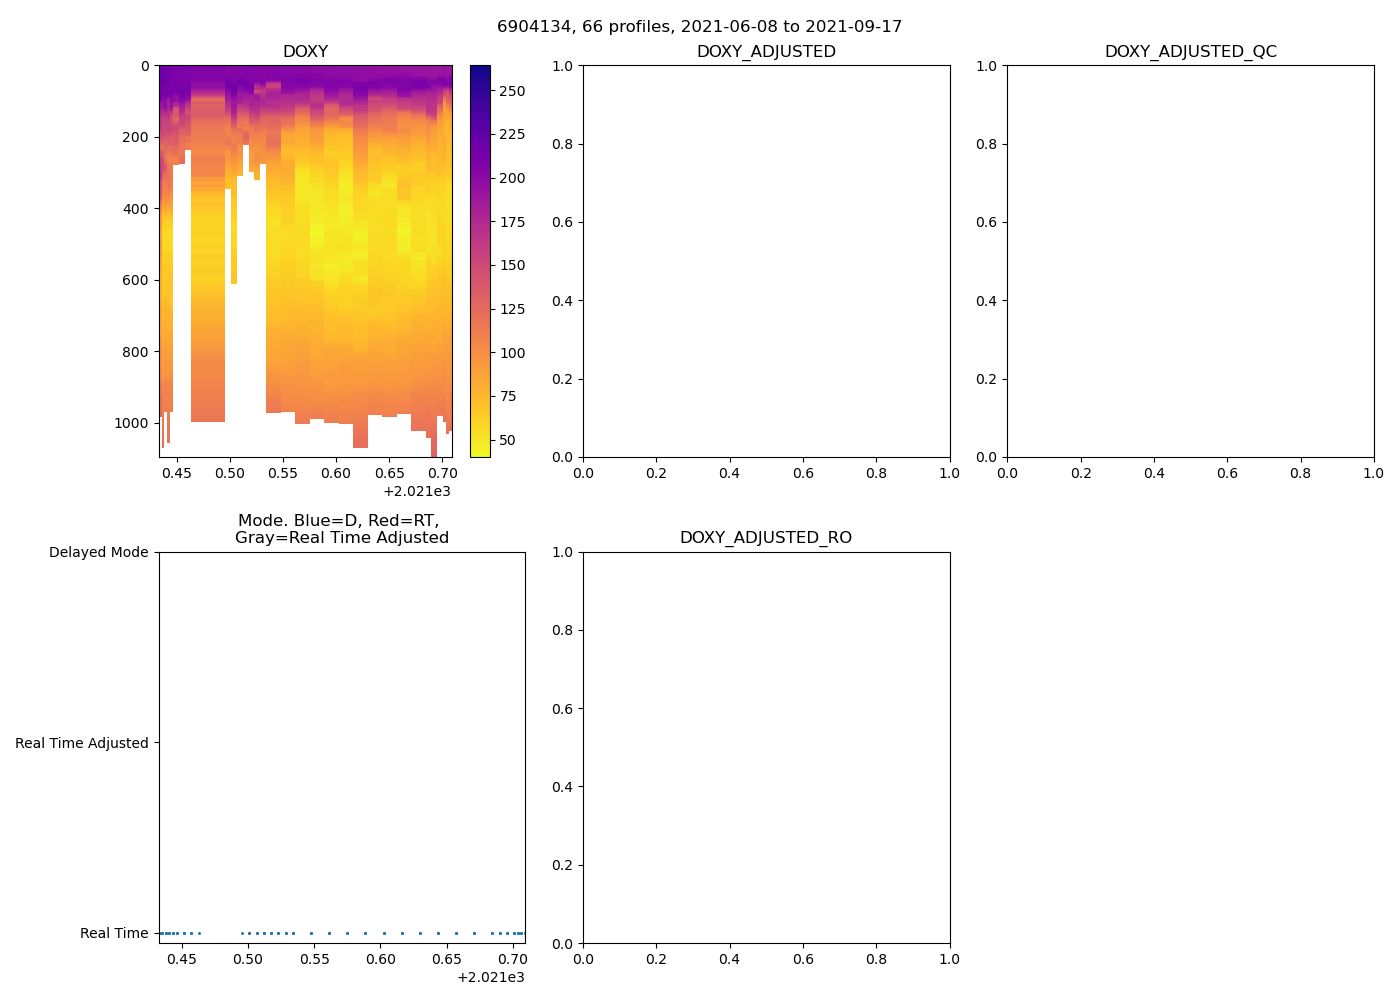 6904134, 66 profiles, 2021-06-08 to 2021-09-17
DOXY
0
200
400
600
800
1000
0.45 0.50 0.55 0.60 0.65 0.70
+2.021e3
250
225
200
175
150
125
100
75
50
DOXY_ADJUSTED
1.0
0.8
0.6
0.4
0.2
0.0
0.0 0.2 0.4 0.6 0.8 1.0
DOXY_ADJUSTED_QC
1.0
0.8
0.6
0.4
0.2
0.0
0.0 0.2 0.4 0.6 0.8 1.0
Mode. Blue=D, Red=RT,
Gray=Real Time Adjusted
Delayed Mode
Real Time Adjusted
Real Time
0.45 0.50 0.55 0.60 0.65 0.70
+2.021e3
DOXY_ADJUSTED_RO
1.0
0.8
0.6
0.4
0.2
0.0
0.0 0.2 0.4 0.6 0.8 1.0